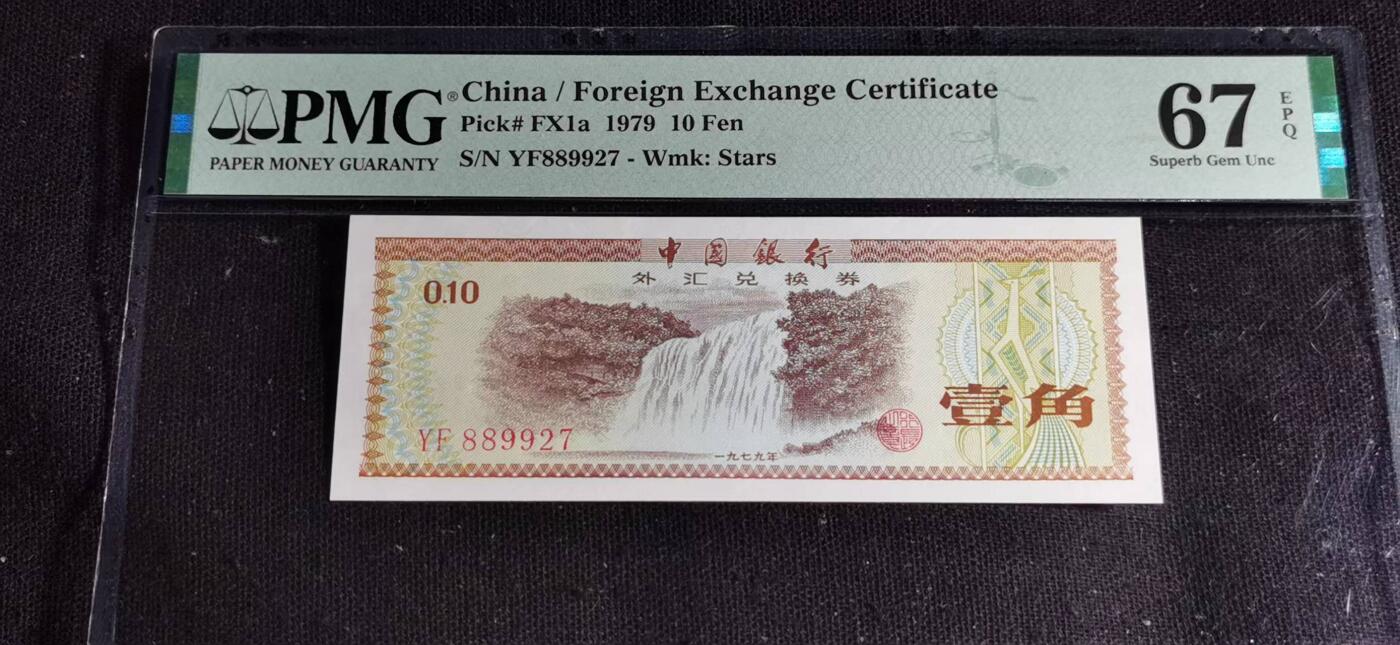 PMG®
PAPER MONEY GUARANTY
China / Foreign Exchange Certificate
Pick# FX1a 1979 10 Fen
S/N YF889927 - Wmk: Stars
67
EPQ
Superb Gem Unc
中國銀行
外汇兑换券
0.10
壹角
YF 889927
一九七九年